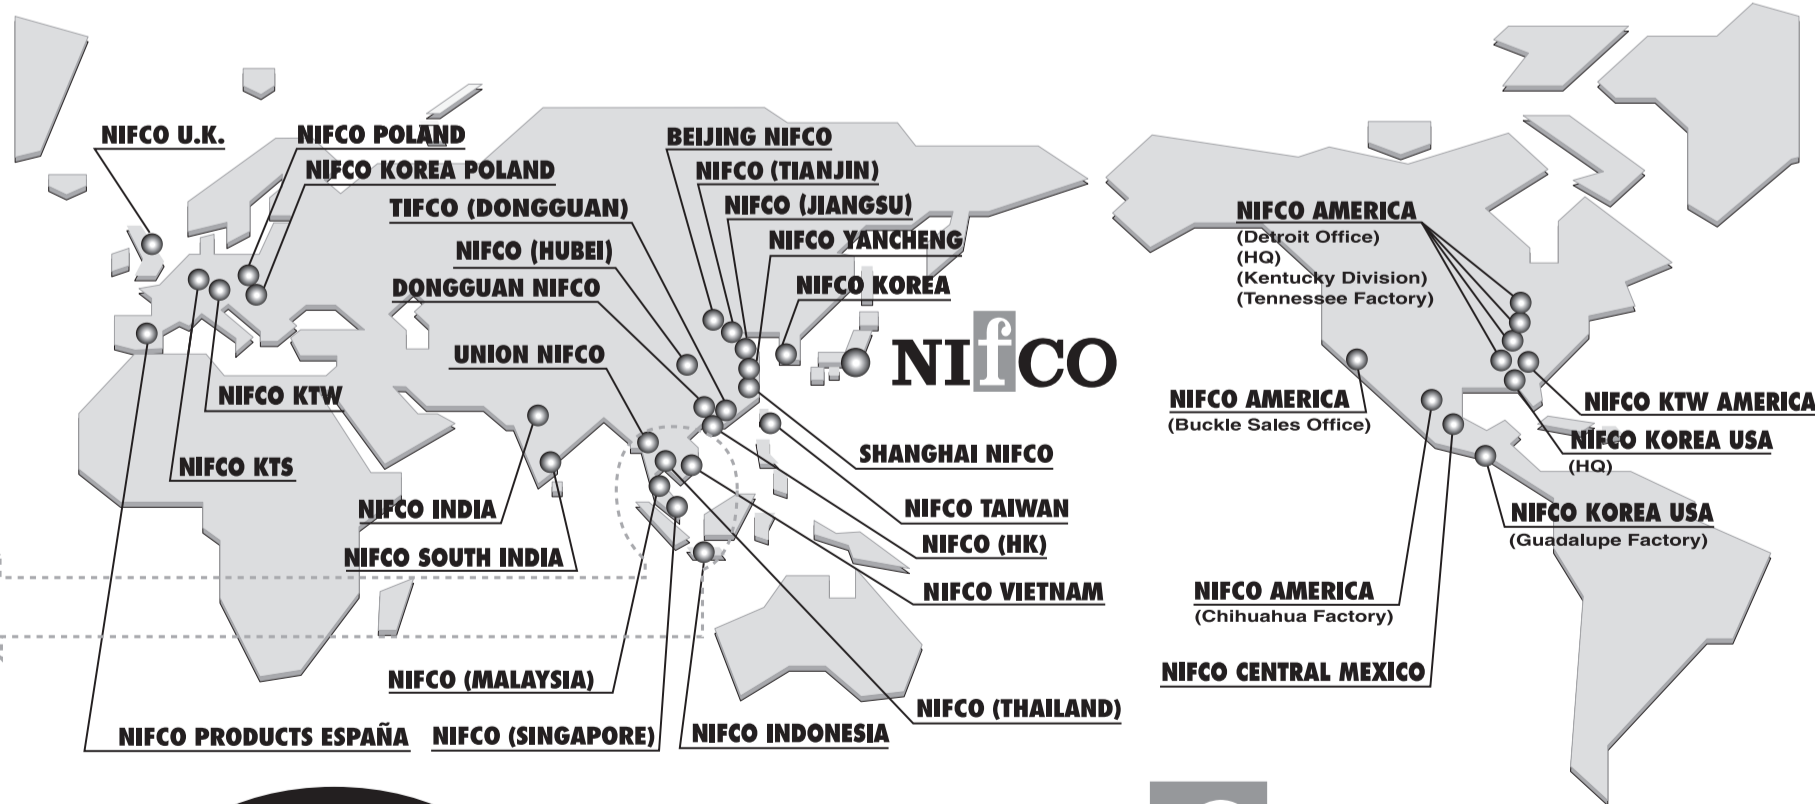 NIFCO U.K.
NIFCO POLAND
NIFCO KOREA POLAND
TIFCO (DONGGUAN)
NIFCO (HUBEI)
DONGGUAN NIFCO
UNION NIFCO
NIFCO KTW
NIFCO KTS
NIFCO INDIA
NIFCO SOUTH INDIA
NIFCO (MALAYSIA)
NIFCO PRODUCTS ESPAÑA
NIFCO (SINGAPORE)
NIFCO INDONESIA
BEIJING NIFCO
NIFCO (TIANJIN)
NIFCO (JIANGSU)
NIFCO YANCHENG
NIFCO KOREA
NIfCO
SHANGHAI NIFCO
NIFCO TAIWAN
NIFCO (HK)
NIFCO VIETNAM
NIFCO (THAILAND)
NIFCO AMERICA
(Detroit Office)
(HQ)
(Kentucky Division)
(Tennessee Factory)
NIFCO AMERICA
(Buckle Sales Office)
NIFCO KTW AMERICA
NIFCO KOREA USA
(HQ)
NIFCO KOREA USA
(Guadalupe Factory)
NIFCO AMERICA
(Chihuahua Factory)
NIFCO CENTRAL MEXICO